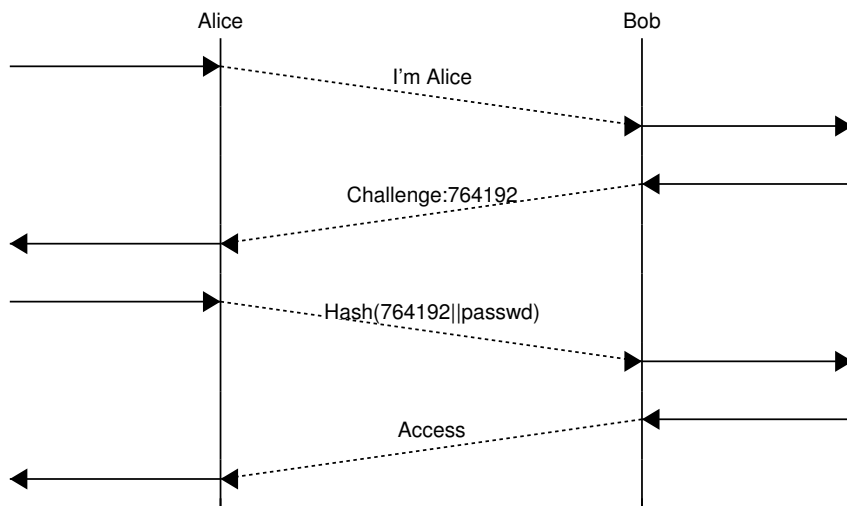 Alice
Bob
I'm Alice
Challenge:764192
Hash(764192||passwd)
Access